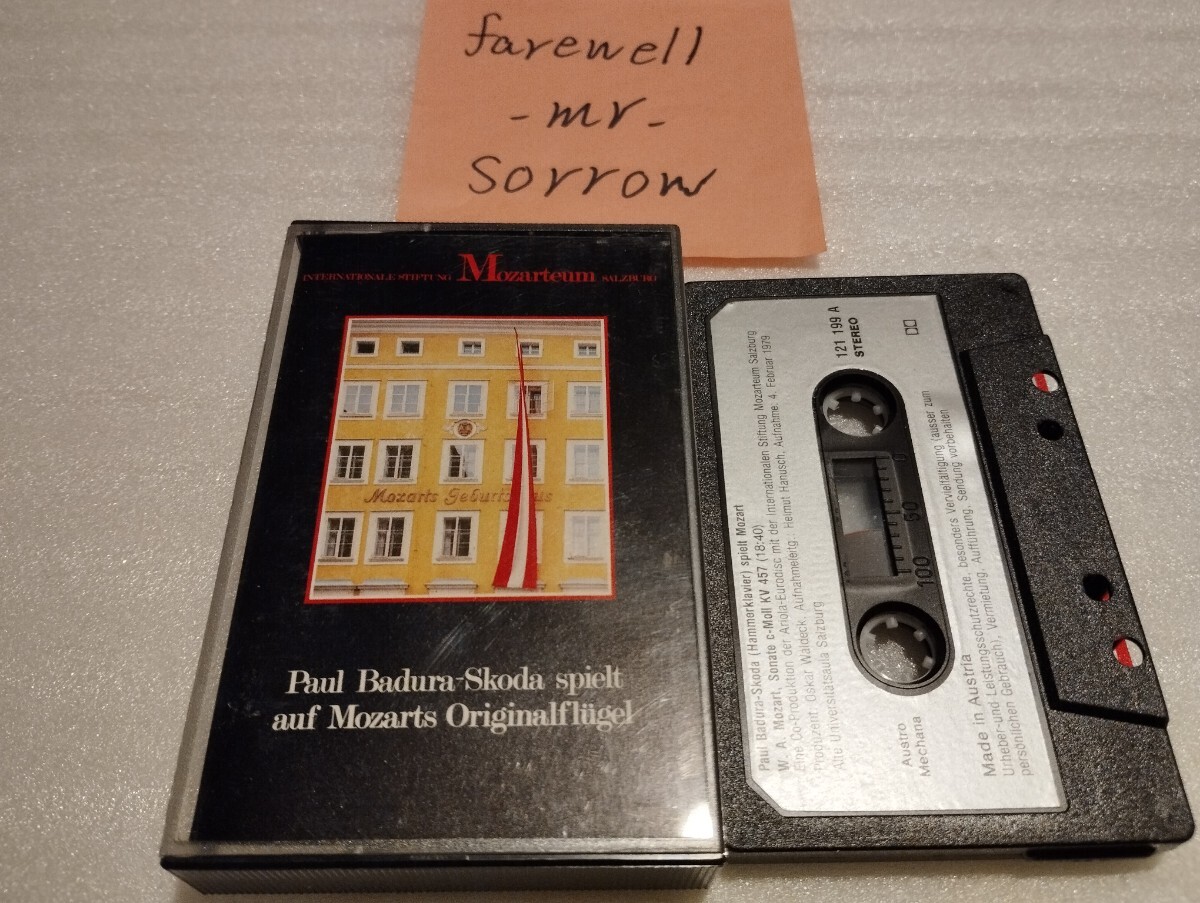 farewell
- mr -
Sorrow
INTERNATIONALE STIFTUNG Mozarteum SALZBURG
Mozarts Geburtshaus
Paul Badura-Skoda spielt
auf Mozarts Originalflügel
121 199 A
STEREO
Paul Badura-Skoda (Hammerklavier) spielt Mozart
W. A. Mozart, Sonate c-Moll KV 457 (18:40)
Eine Co-Produktion der Ariola-Eurodisc mit der Internationalen Stiftung Mozarteum Salzburg
Produzent: Oskar Waldeck, Aufnahmeleitg.: Helmut Hanusch, Aufnahme: 4. Februar 1979
Alte Universitätsaula Salzburg
0
50
100
Austro
Mechana
Made in Austria
Urheber-und Leistungsschutzrechte, besonders Vervielfältigung (ausser zum
persönlichen Gebrauch), Vermietung, Aufführung, Sendung vorbehalten